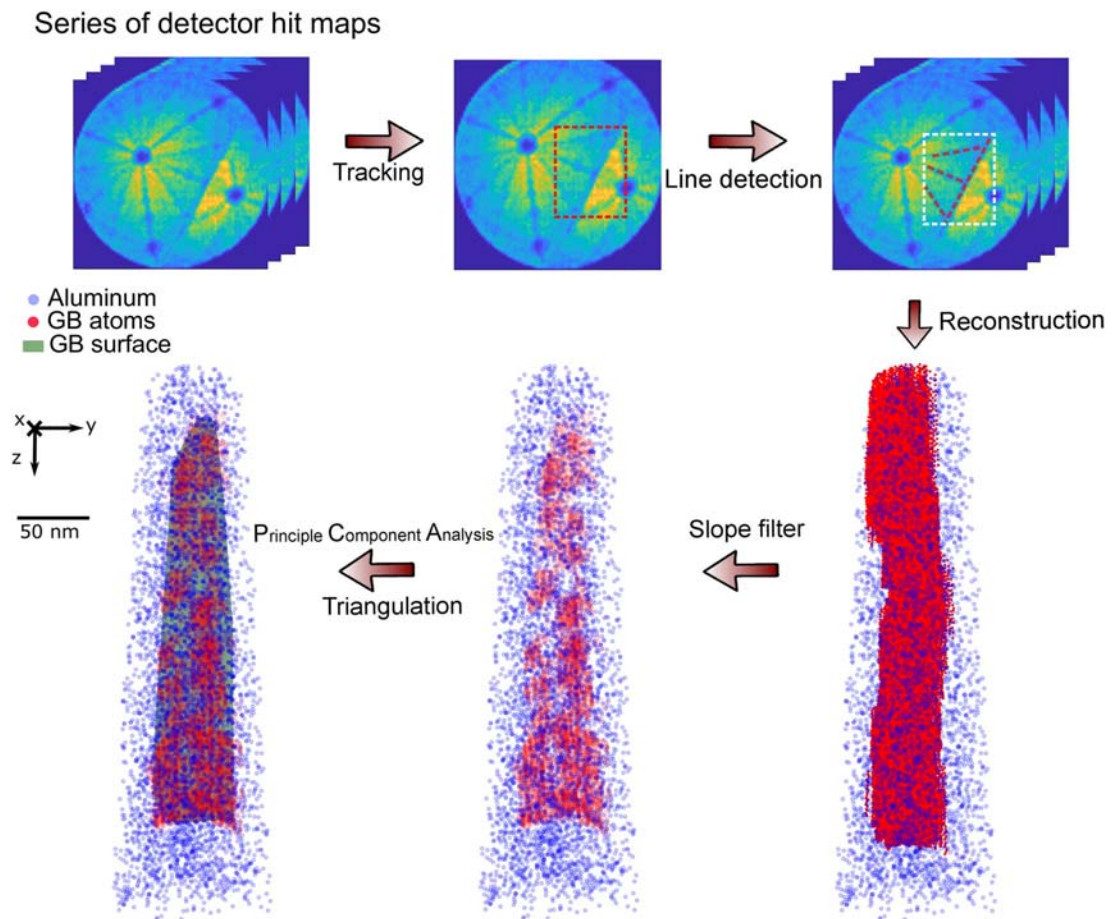 Series of detector hit maps
Tracking
Line detection
Aluminum
GB atoms
GB surface
Reconstruction
x
y
z
50 nm
Principle Component Analysis
Triangulation
Slope filter